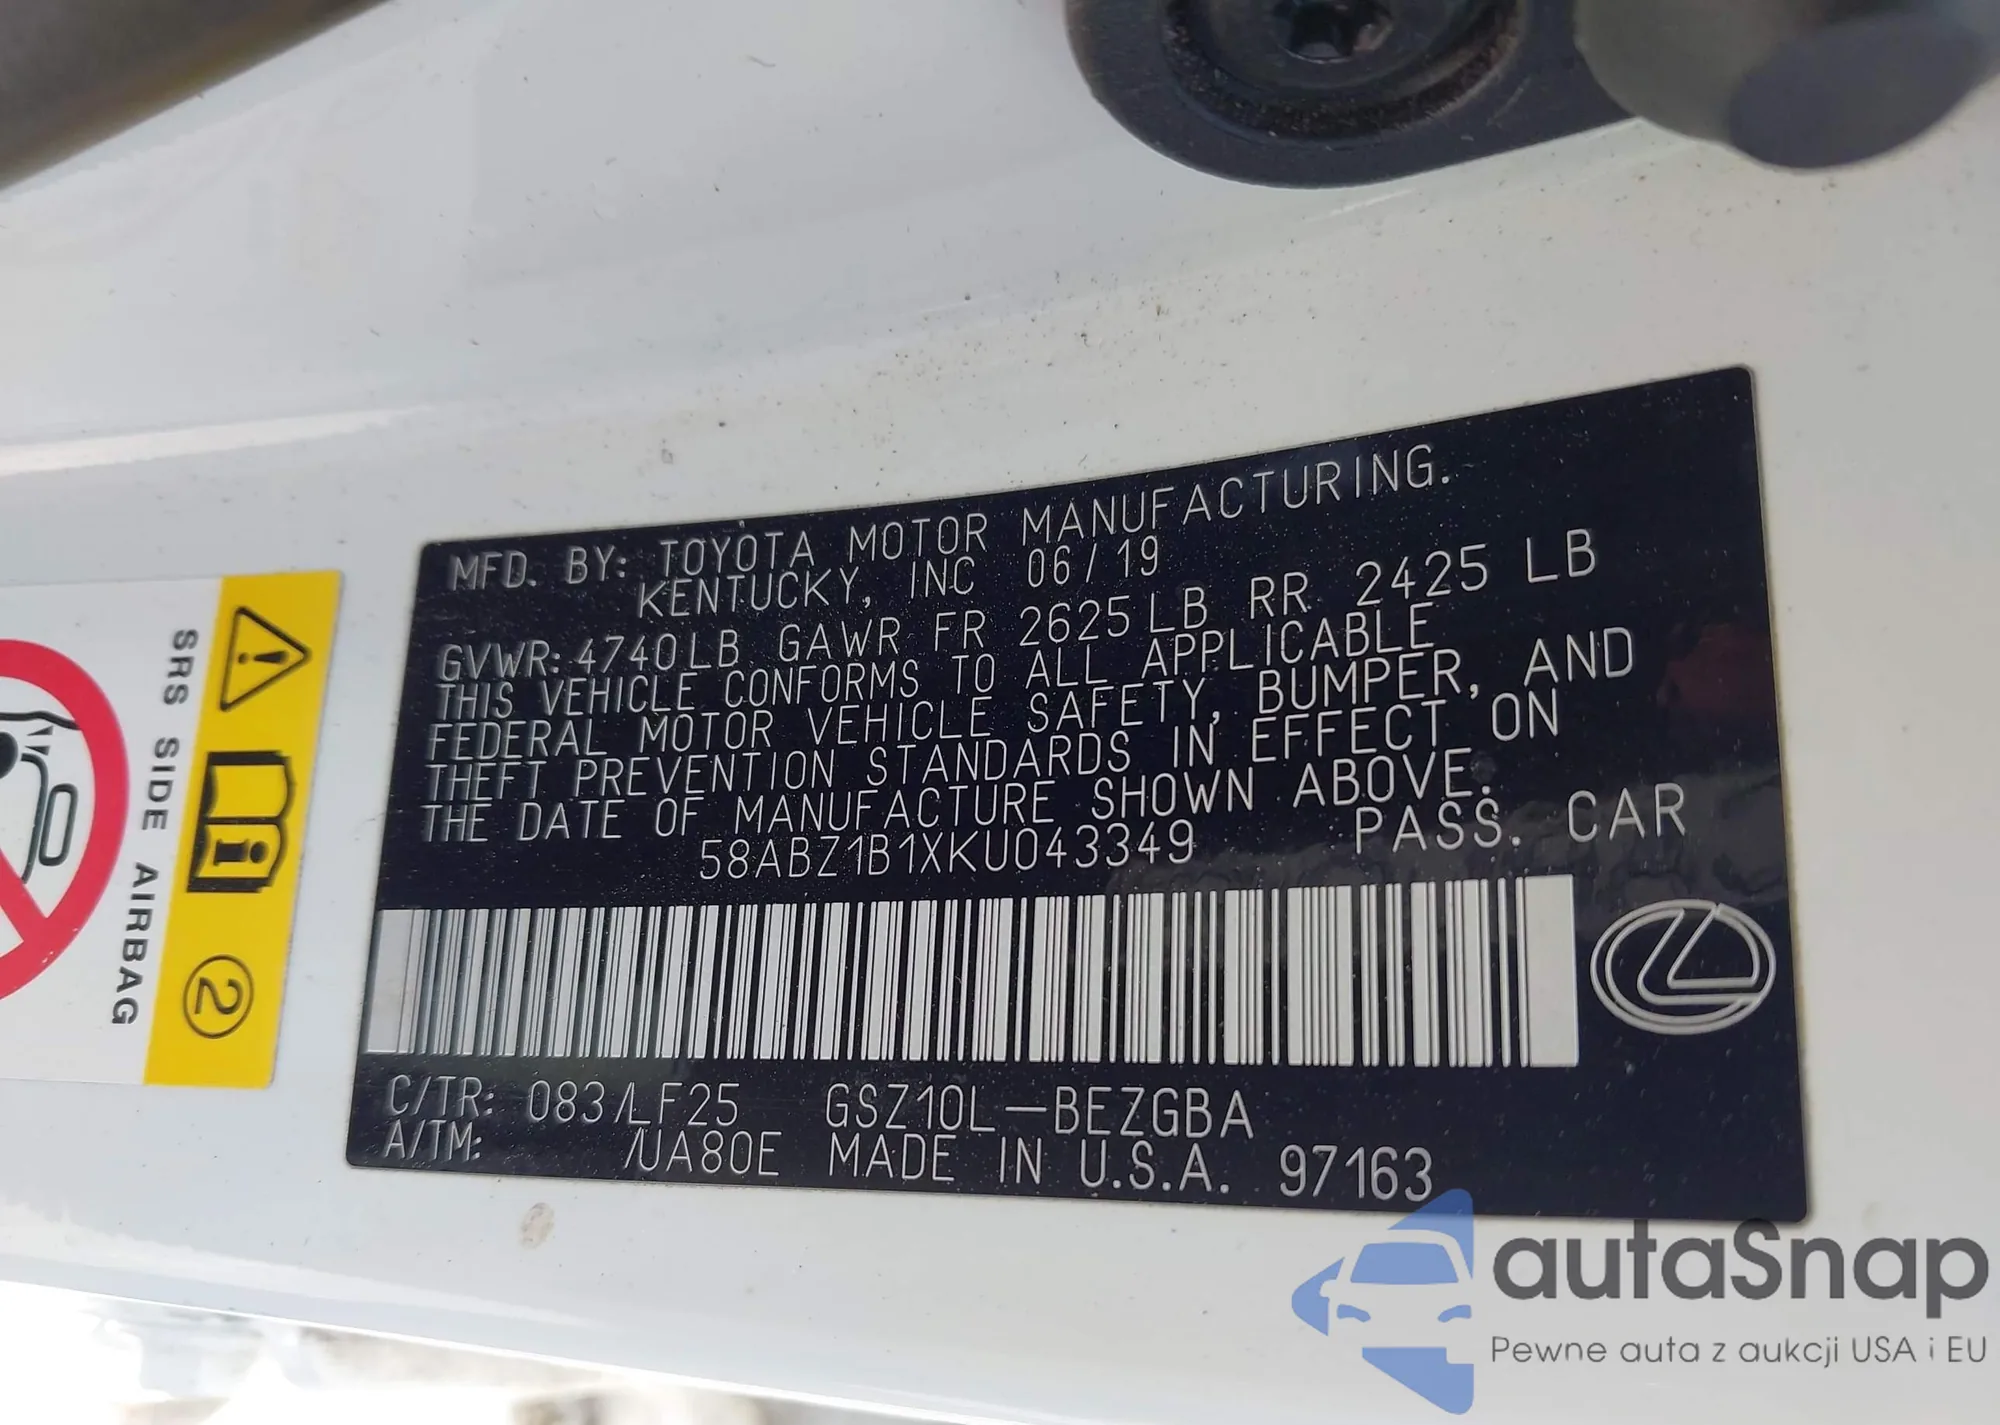 MFD. BY: TOYOTA MOTOR MANUFACTURING.
KENTUCKY, INC 06/19
GVWR: 4740LB GAWR FR 2625 LB RR 2425 LB
THIS VEHICLE CONFORMS TO ALL APPLICABLE
FEDERAL MOTOR VEHICLE SAFETY, BUMPER, AND
THEFT PREVENTION STANDARDS IN EFFECT ON
THE DATE OF MANUFACTURE SHOWN ABOVE.
58ABZ1B1XKU043349 PASS. CAR
C/TR: 083/LF25 GSZ10L-BEZGBA
A/TM: /UA80E MADE IN U.S.A. 97163
SRS SIDE AIRBAG
2
autaSnap
Pewne auta z aukcji USA i EU